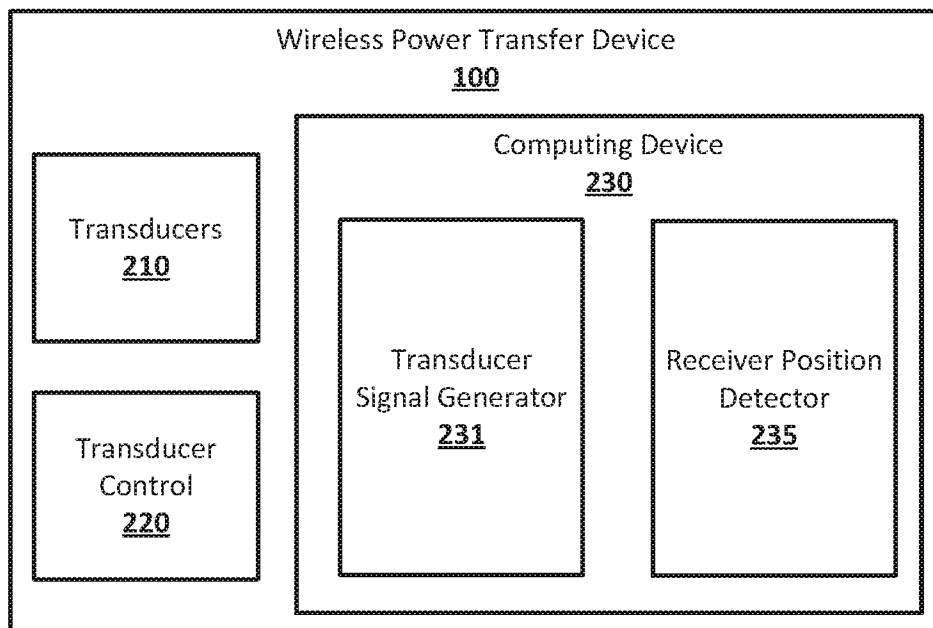 Wireless Power Transfer Device
100
Computing Device
230
Transducers
210
Transducer
Control
220
Transducer
Signal Generator
231
Receiver Position
Detector
235